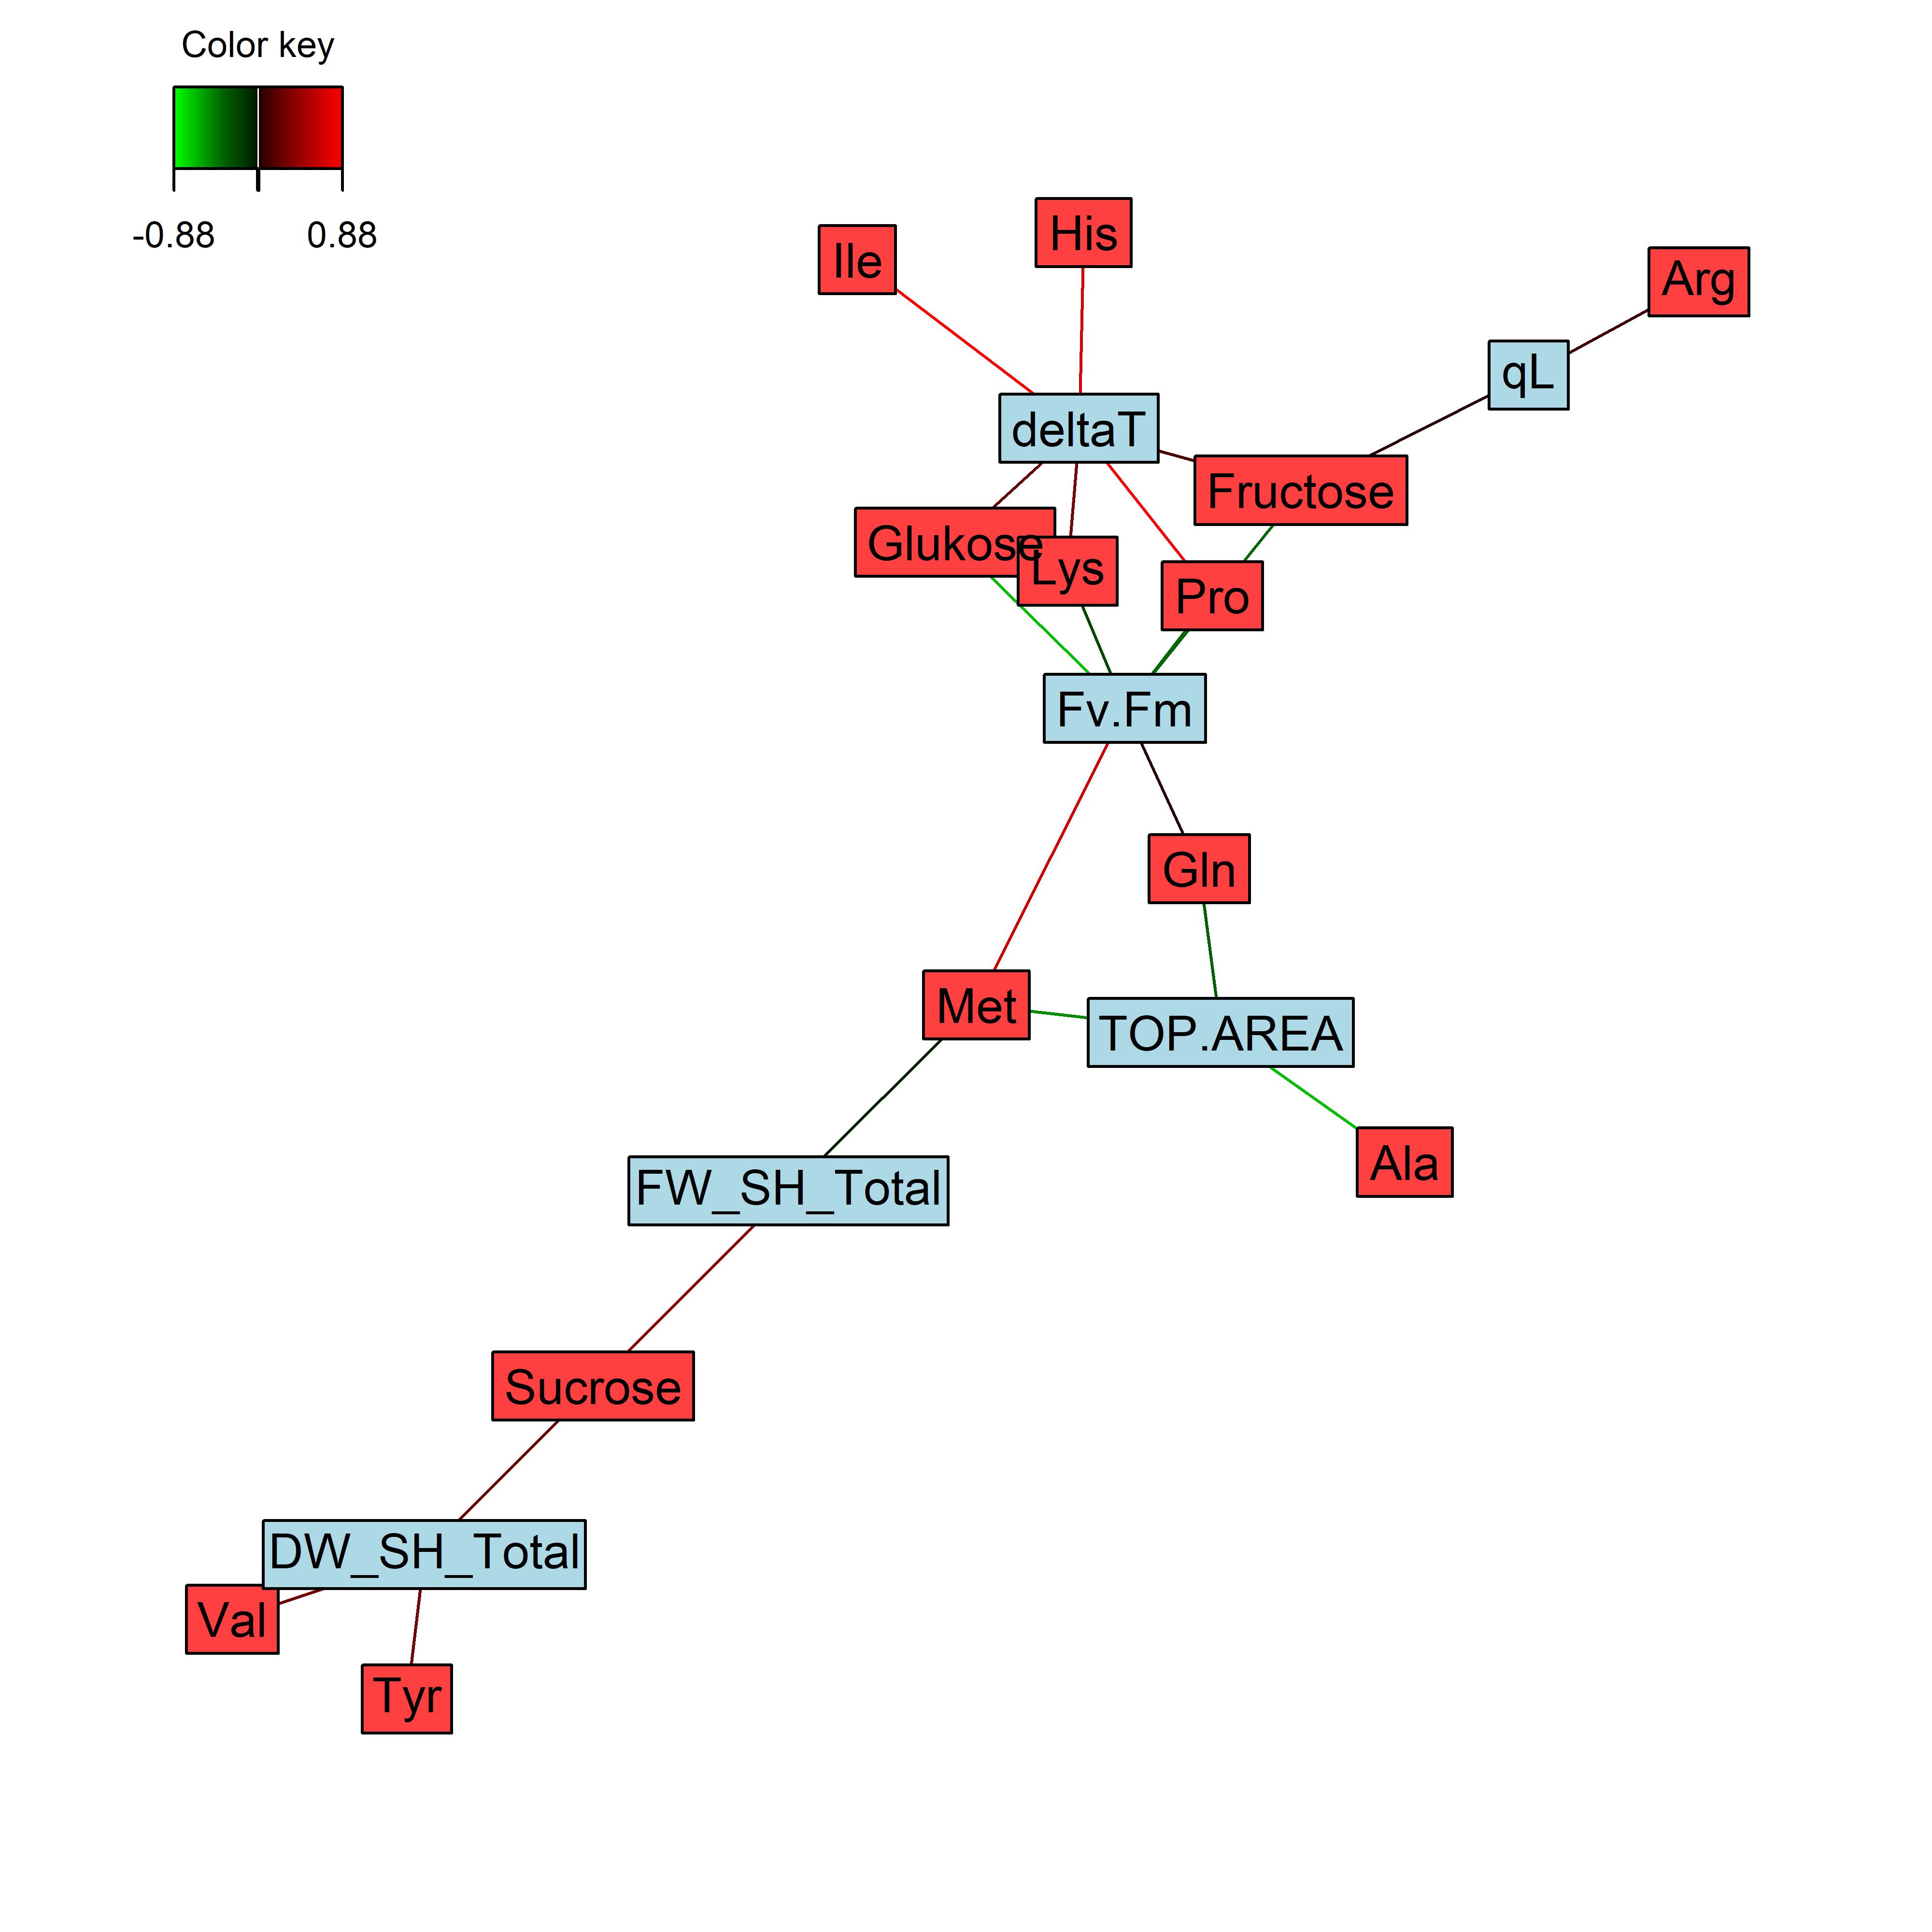 Color key
-0.88 0.88
His
Ile
Arg
qL
deltaT
Fructose
Glukose
Lys
Pro
Fv.Fm
Gln
Met
TOP.AREA
Ala
FW_SH_Total
Sucrose
DW_SH_Total
Val
Tyr